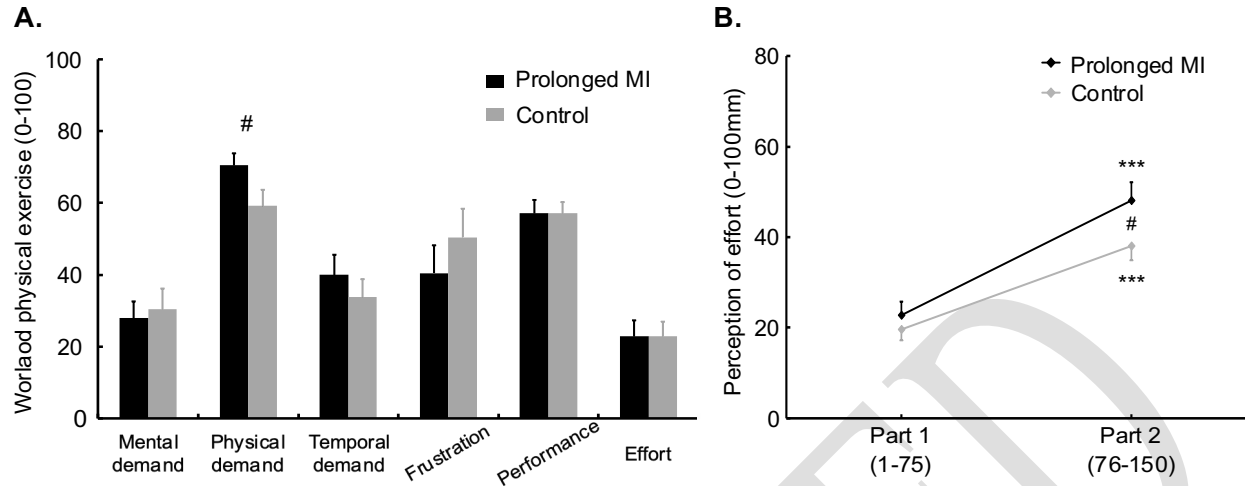 A.
Worlaod physical exercise (0-100)
100
80
60
40
20
0
#
Prolonged MI
Control
Mental
demand
Physical
demand
Temporal
demand
Frustration
Performance
Effort
B.
Perception of effort (0-100mm)
80
60
40
20
0
Prolonged MI
Control
***
#
***
Part 1
(1-75)
Part 2
(76-150)